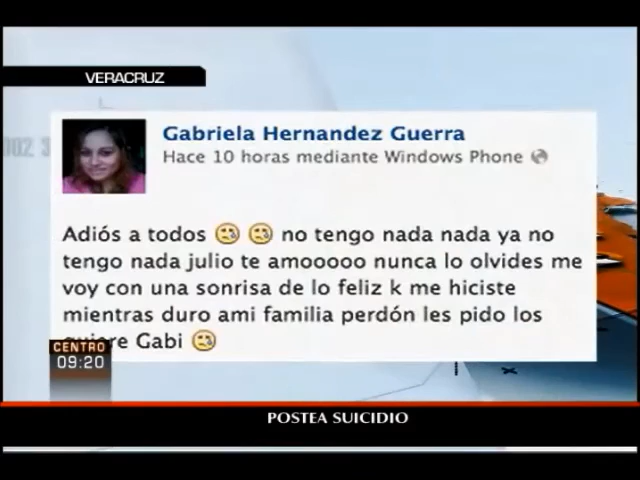 VERACRUZ
Gabriela Hernandez Guerra
Hace 10 horas mediante Windows Phone
Adiós a todos no tengo nada nada ya no
tengo nada julio te amooooo nunca lo olvides me
voy con una sonrisa de lo feliz k me hiciste
mientras duro ami familia perdón les pido los
Gabi
CENTRO
09:20
POSTEA SUICIDIO